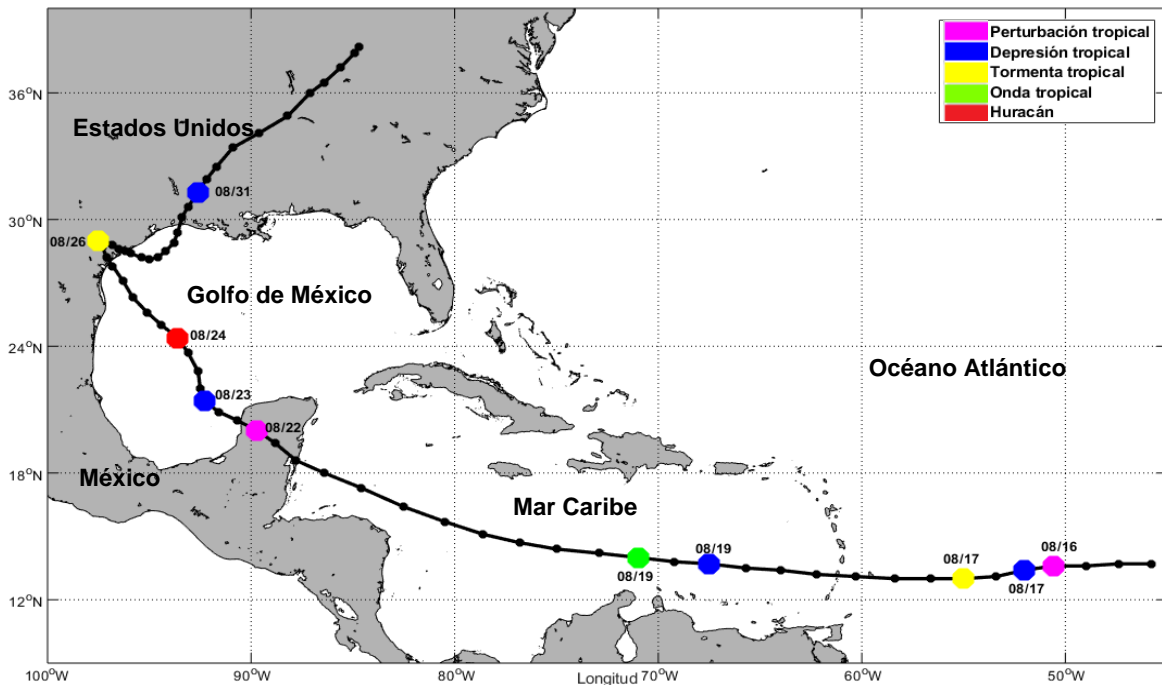 Perturbación tropical
Depresión tropical
Tormenta tropical
Onda tropical
Huracán
36°N
Estados Unidos
08/31
30°N
08/26
Golfo de México
08/24
24°N
Océano Atlántico
08/23
08/22
18°N
México
Mar Caribe
08/19
08/19
08/17
08/16
08/17
12°N
100°W
90°W
80°W
Longitud
70°W
60°W
50°W